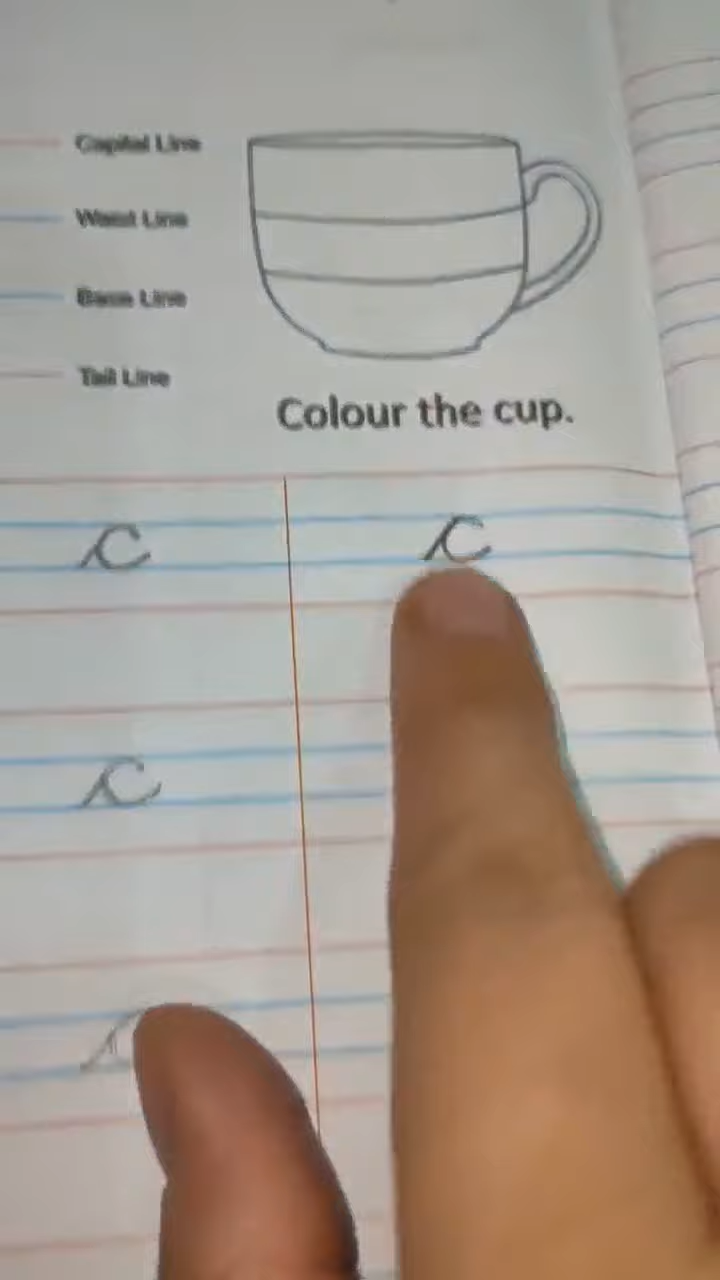 Capital Line
Waist Line
Base Line
Tail Line
Colour the cup.
c c
c